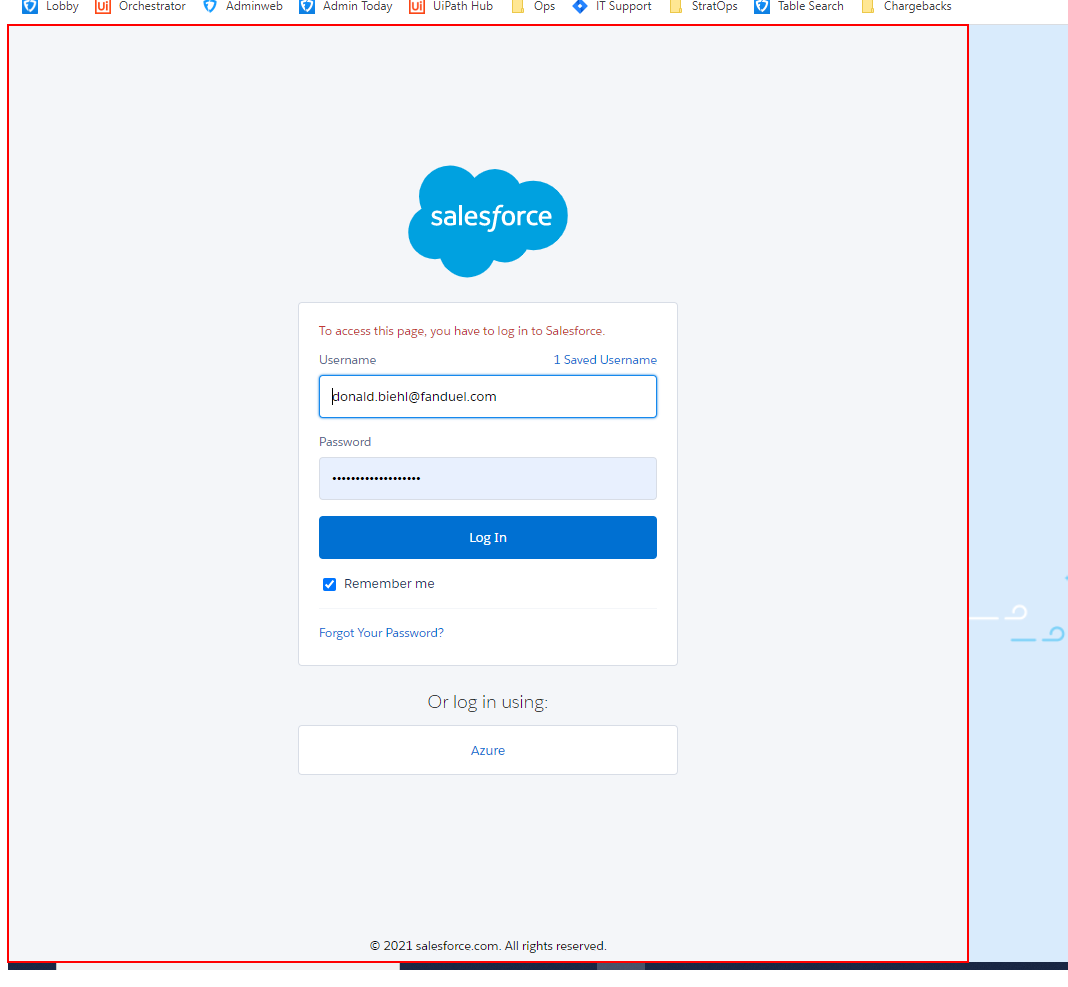 Lobby Orchestrator Adminweb Admin Today UiPath Hub Ops IT Support StratOps Table Search Chargebacks
salesforce
To access this page, you have to log in to Salesforce.
Username 1 Saved Username
donald.biehl@fanduel.com
Password
•••••••••••••••••••
Log In
Remember me
Forgot Your Password?
Or log in using:
Azure
© 2021 salesforce.com. All rights reserved.